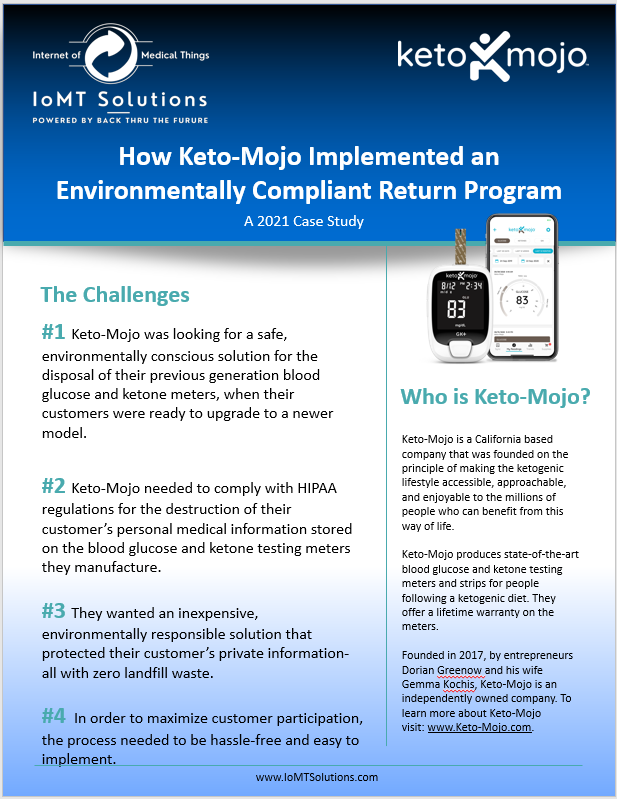 Internet of Medical Things
IoMT Solutions
POWERED BY BACK THRU THE FURURE
keto mojo
How Keto-Mojo Implemented an
Environmentally Compliant Return Program
A 2021 Case Study
The Challenges
#1 Keto-Mojo was looking for a safe,
environmentally conscious solution for the
disposal of their previous generation blood
glucose and ketone meters, when their
customers were ready to upgrade to a newer
model.
#2 Keto-Mojo needed to comply with HIPAA
regulations for the destruction of their
customer's personal medical information stored
on the blood glucose and ketone testing meters
they manufacture.
#3 They wanted an inexpensive,
environmentally responsible solution that
protected their customer's private information-
all with zero landfill waste.
#4 In order to maximize customer participation,
the process needed to be hassle-free and easy to
implement.
keto mojo
8/12 PM 2:34
83
mg/dL
GK+
keto mojo
GLUCOSE
83
Who is Keto-Mojo?
Keto-Mojo is a California based
company that was founded on the
principle of making the ketogenic
lifestyle accessible, approachable,
and enjoyable to the millions of
people who can benefit from this
way of life.
Keto-Mojo produces state-of-the-art
blood glucose and ketone testing
meters and strips for people
following a ketogenic diet. They
offer a lifetime warranty on the
meters.
Founded in 2017, by entrepreneurs
Dorian Greenow and his wife
Gemma Kochis, Keto-Mojo is an
independently owned company. To
learn more about Keto-Mojo
visit: www.Keto-Mojo.com.
www.IoMTSolutions.com